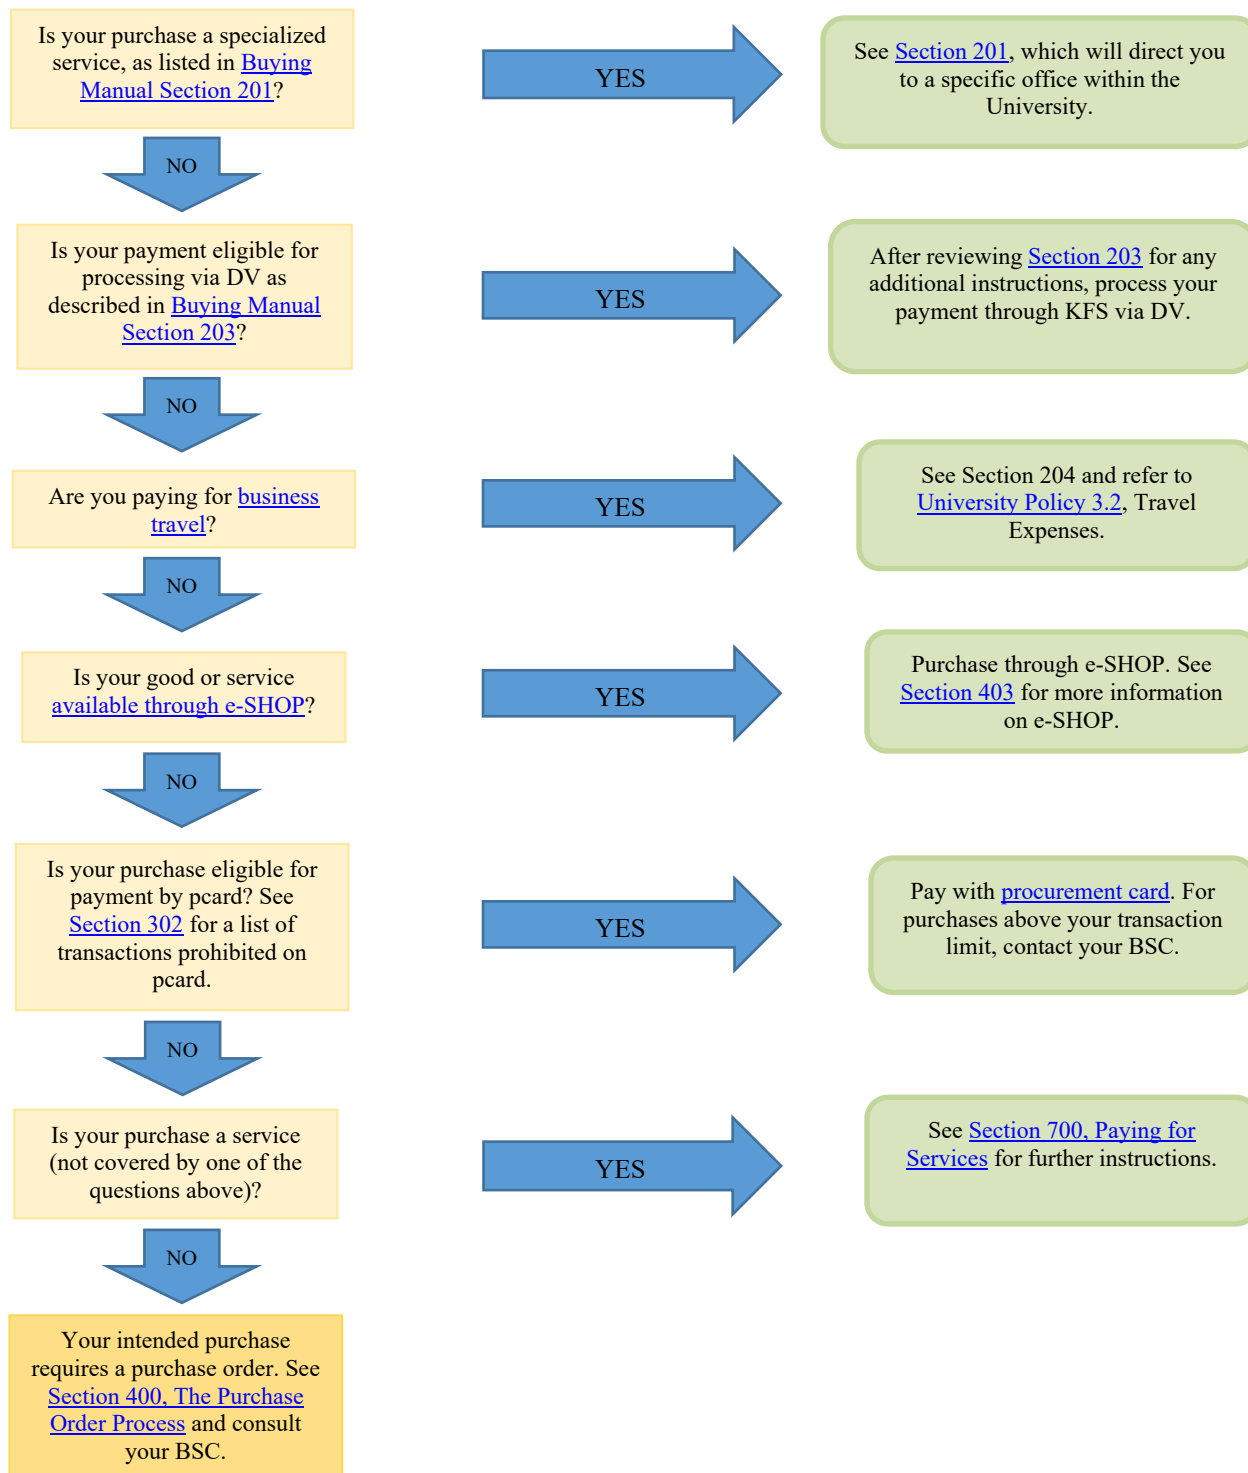 Is your purchase a specialized
service, as listed in Buying
Manual Section 201?
YES
See Section 201, which will direct you
to a specific office within the
University.
NO
Is your payment eligible for
processing via DV as
described in Buying Manual
Section 203?
YES
After reviewing Section 203 for any
additional instructions, process your
payment through KFS via DV.
NO
Are you paying for business
travel?
YES
See Section 204 and refer to
University Policy 3.2, Travel
Expenses.
NO
Is your good or service
available through e-SHOP?
YES
Purchase through e-SHOP. See
Section 403 for more information
on e-SHOP.
NO
Is your purchase eligible for
payment by pcard? See
Section 302 for a list of
transactions prohibited on
pcard.
YES
Pay with procurement card. For
purchases above your transaction
limit, contact your BSC.
NO
Is your purchase a service
(not covered by one of the
questions above)?
YES
See Section 700, Paying for
Services for further instructions.
NO
Your intended purchase
requires a purchase order. See
Section 400, The Purchase
Order Process and consult
your BSC.